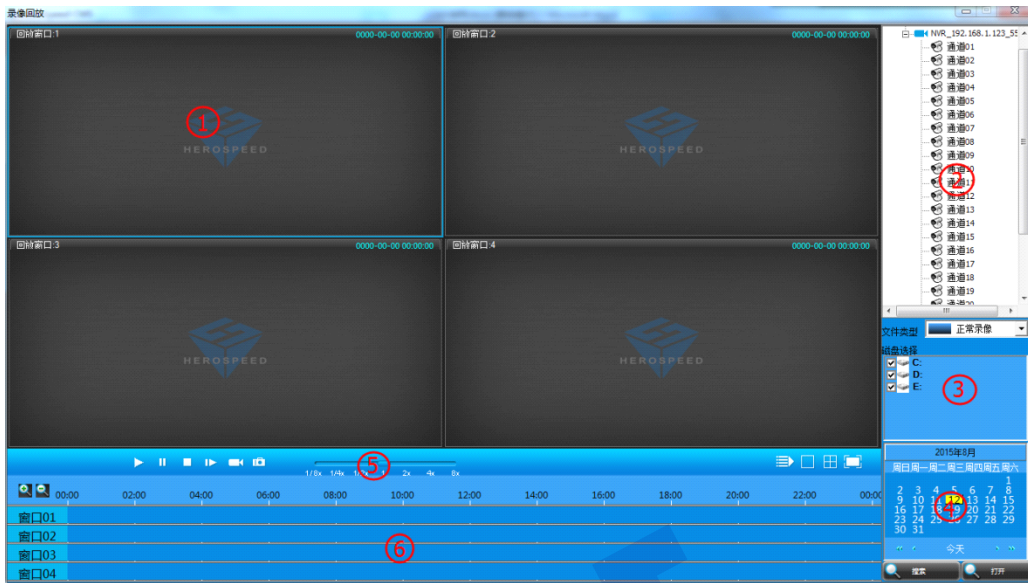 录像回放
回放窗口:1 0000-00-00 00:00:00
回放窗口:2 0000-00-00 00:00:00
①
HEROSPEED
HEROSPEED
回放窗口:3 0000-00-00 00:00:00
回放窗口:4 0000-00-00 00:00:00
HEROSPEED
HEROSPEED
NVR_192.168.1.123_55
通道01
通道02
通道03
通道04
通道05
通道06
通道07
通道08
通道09
通道10
②
通道11
通道12
通道13
通道14
通道15
通道16
通道17
通道18
通道19
通道20
文件类型 正常录像
磁盘选择
C:
D:
E:
③
⑤
1/8x 1/4x 1/2x 1 2x 4x 8x
00:00 02:00 04:00 06:00 08:00 10:00 12:00 14:00 16:00 18:00 20:00 22:00 00:00
窗口01
窗口02
窗口03
窗口04
⑥
2015年8月
周日 周一 周二 周三 周四 周五 周六
1
2 3 4 5 6 7 8
9 10 11 12 13 14 15
16 17 18 19 20 21 22
23 24 25 26 27 28 29
30 31
④
今天
搜索 打开